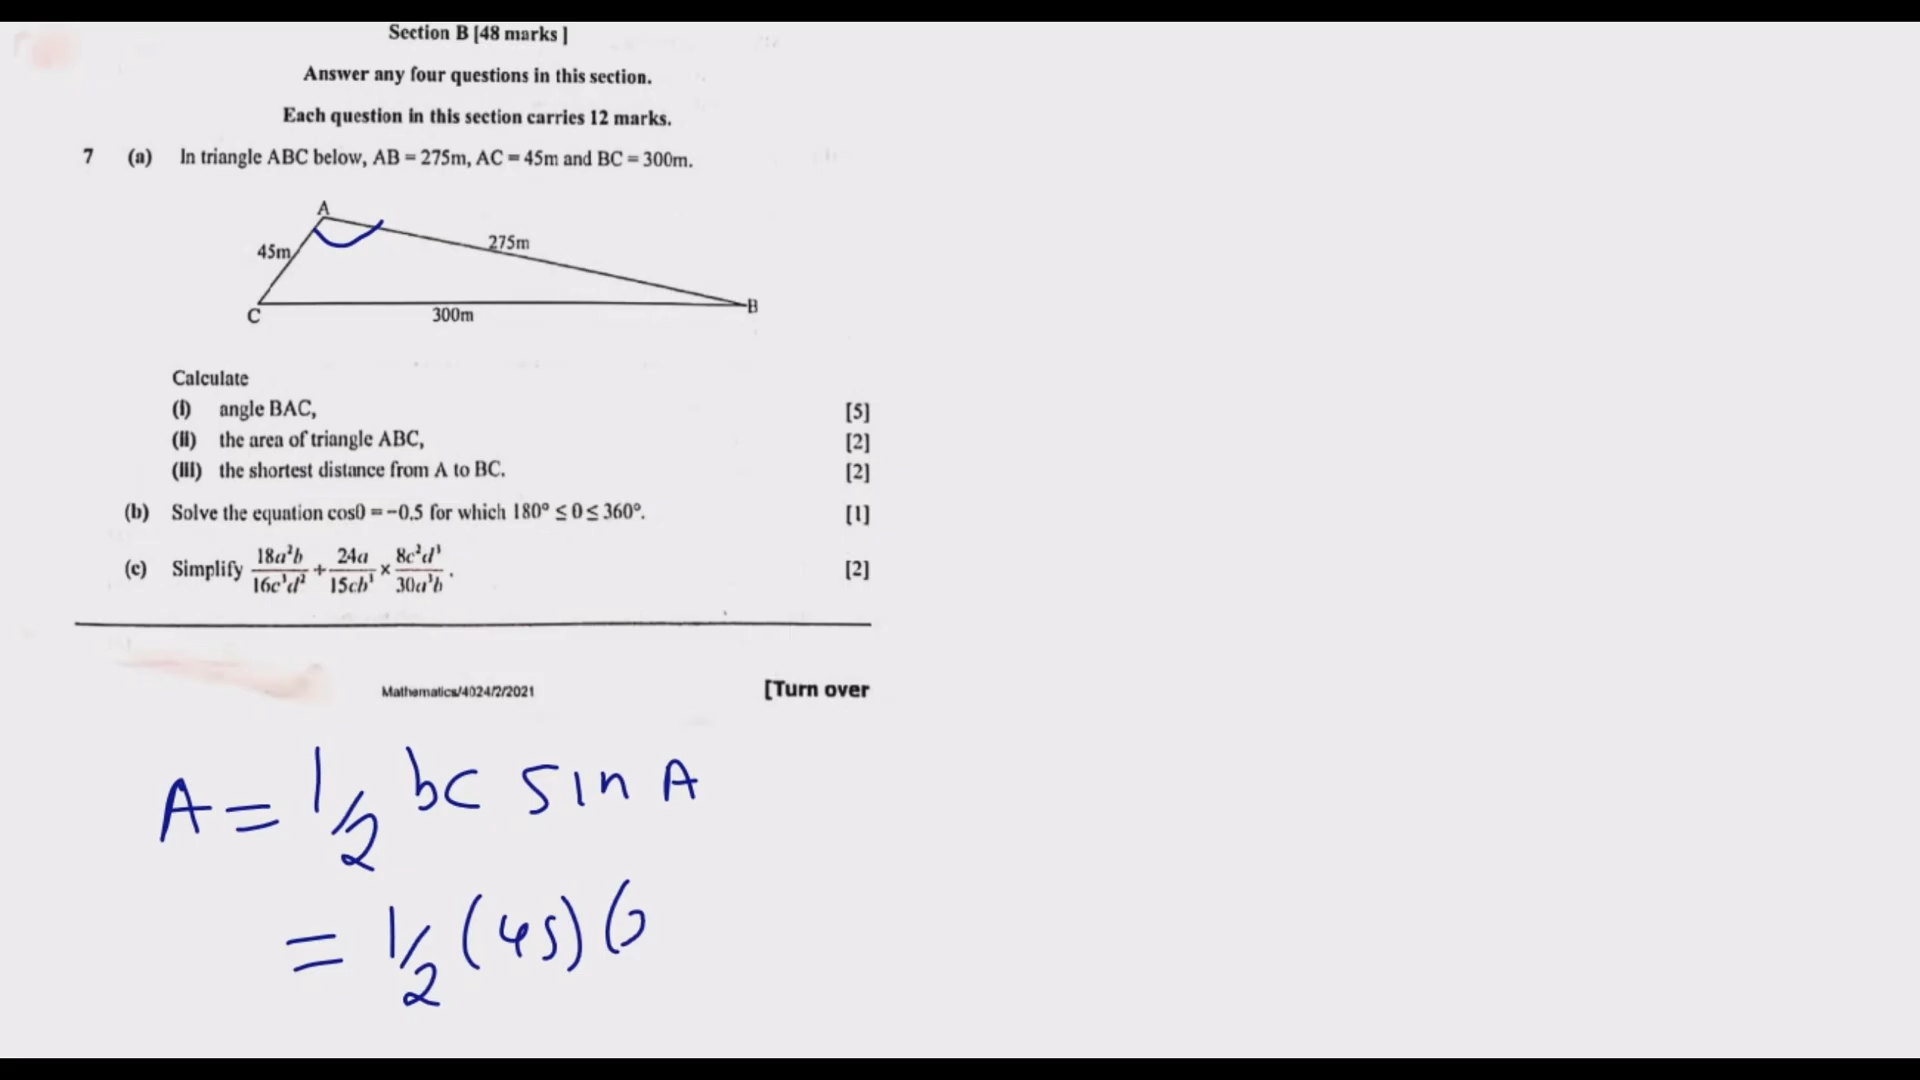 Section B [48 marks ]
Answer any four questions in this section.
Each question in this section carries 12 marks.
7 (a) In triangle ABC below, AB = 275m, AC = 45m and BC = 300m.
A
45m
275m
C
300m
B
Calculate
(i) angle BAC, [5]
(ii) the area of triangle ABC, [2]
(iii) the shortest distance from A to BC. [2]
(b) Solve the equation cosθ = −0.5 for which 180° ≤ θ ≤ 360°. [1]
(c) Simplify 18a²b/16c³d² + 24a/15cb³ × 8c²d³/30a³b . [2]
Mathematics/4024/2/2021 [Turn over
A = 1/2 bc sin A
= 1/2 (45) (